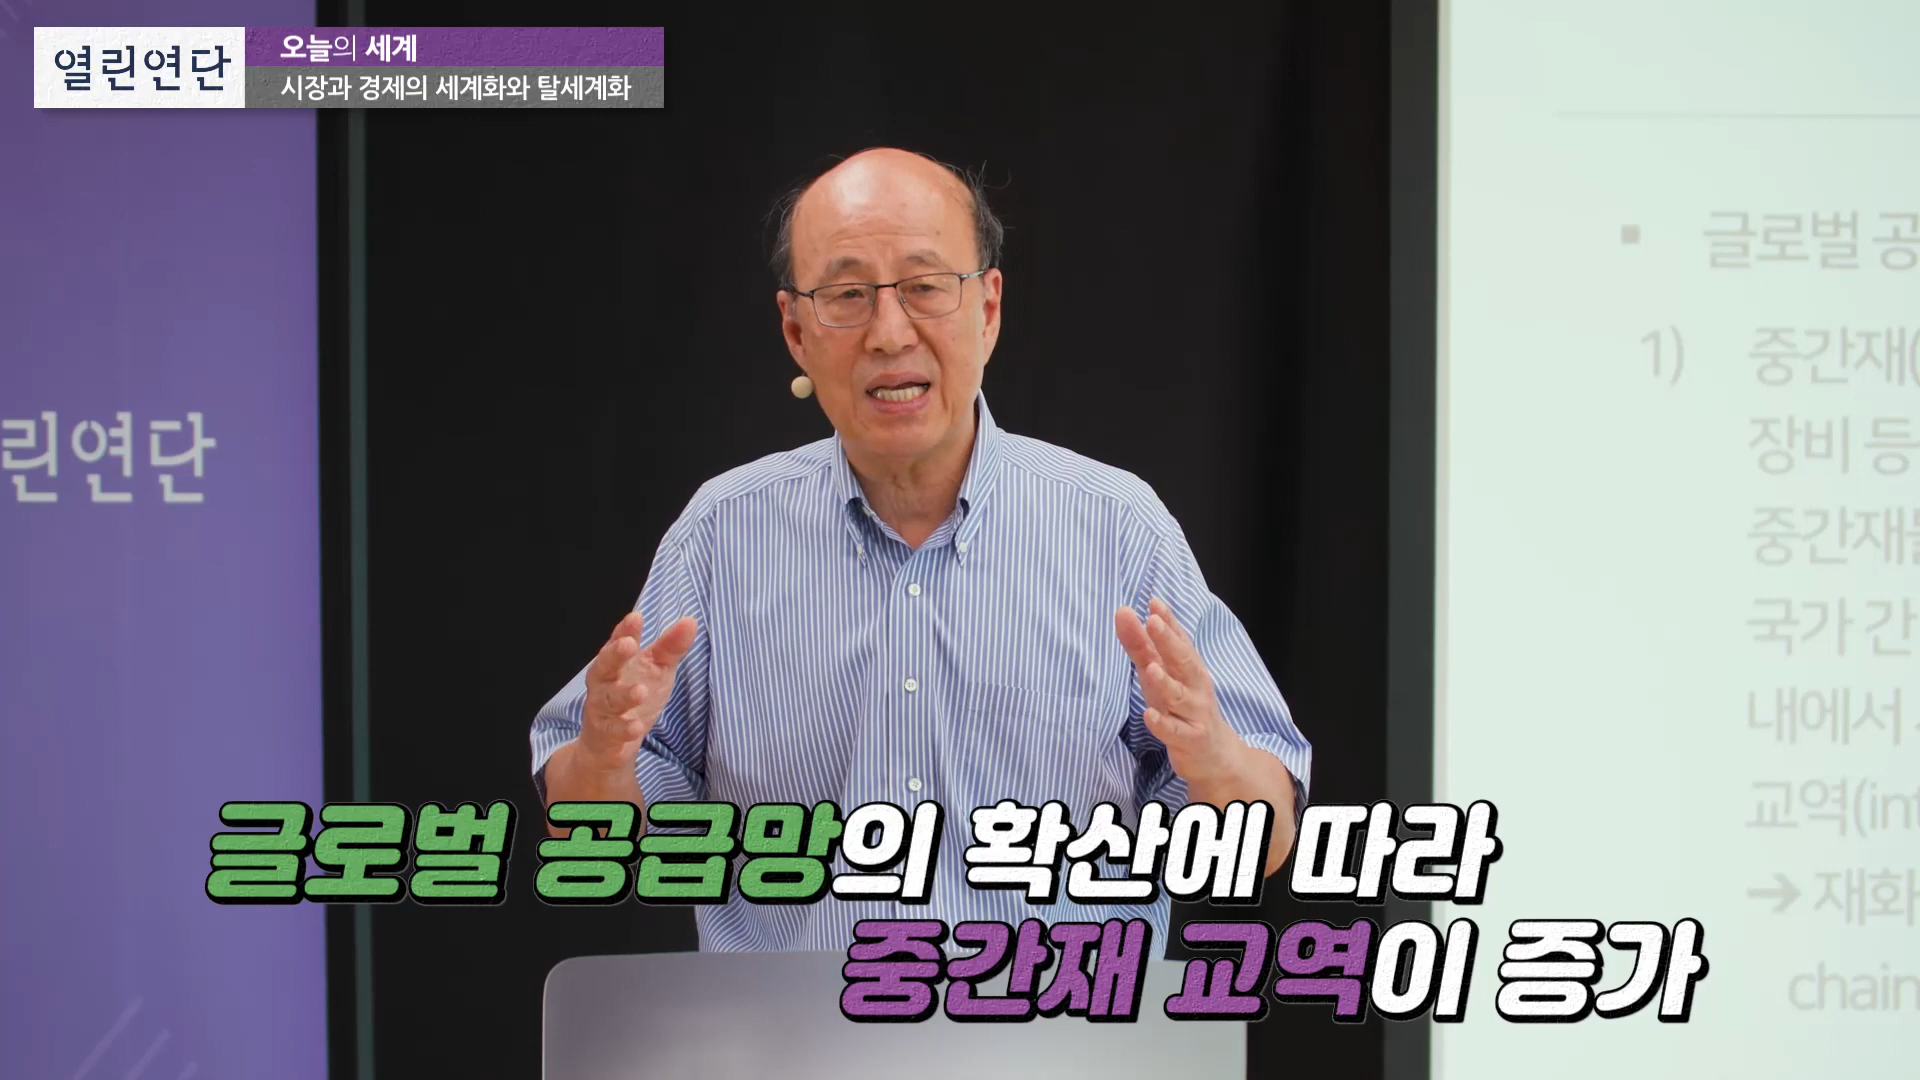 열린연단
오늘의 세계
시장과 경제의 세계화와 탈세계화
린연단
글로벌 공
1) 중간재(
장비 등
중간재
국가 간
내에서
교역(int
→ 재화
chain
글로벌 공급망의 확산에 따라
중간재 교역이 증가